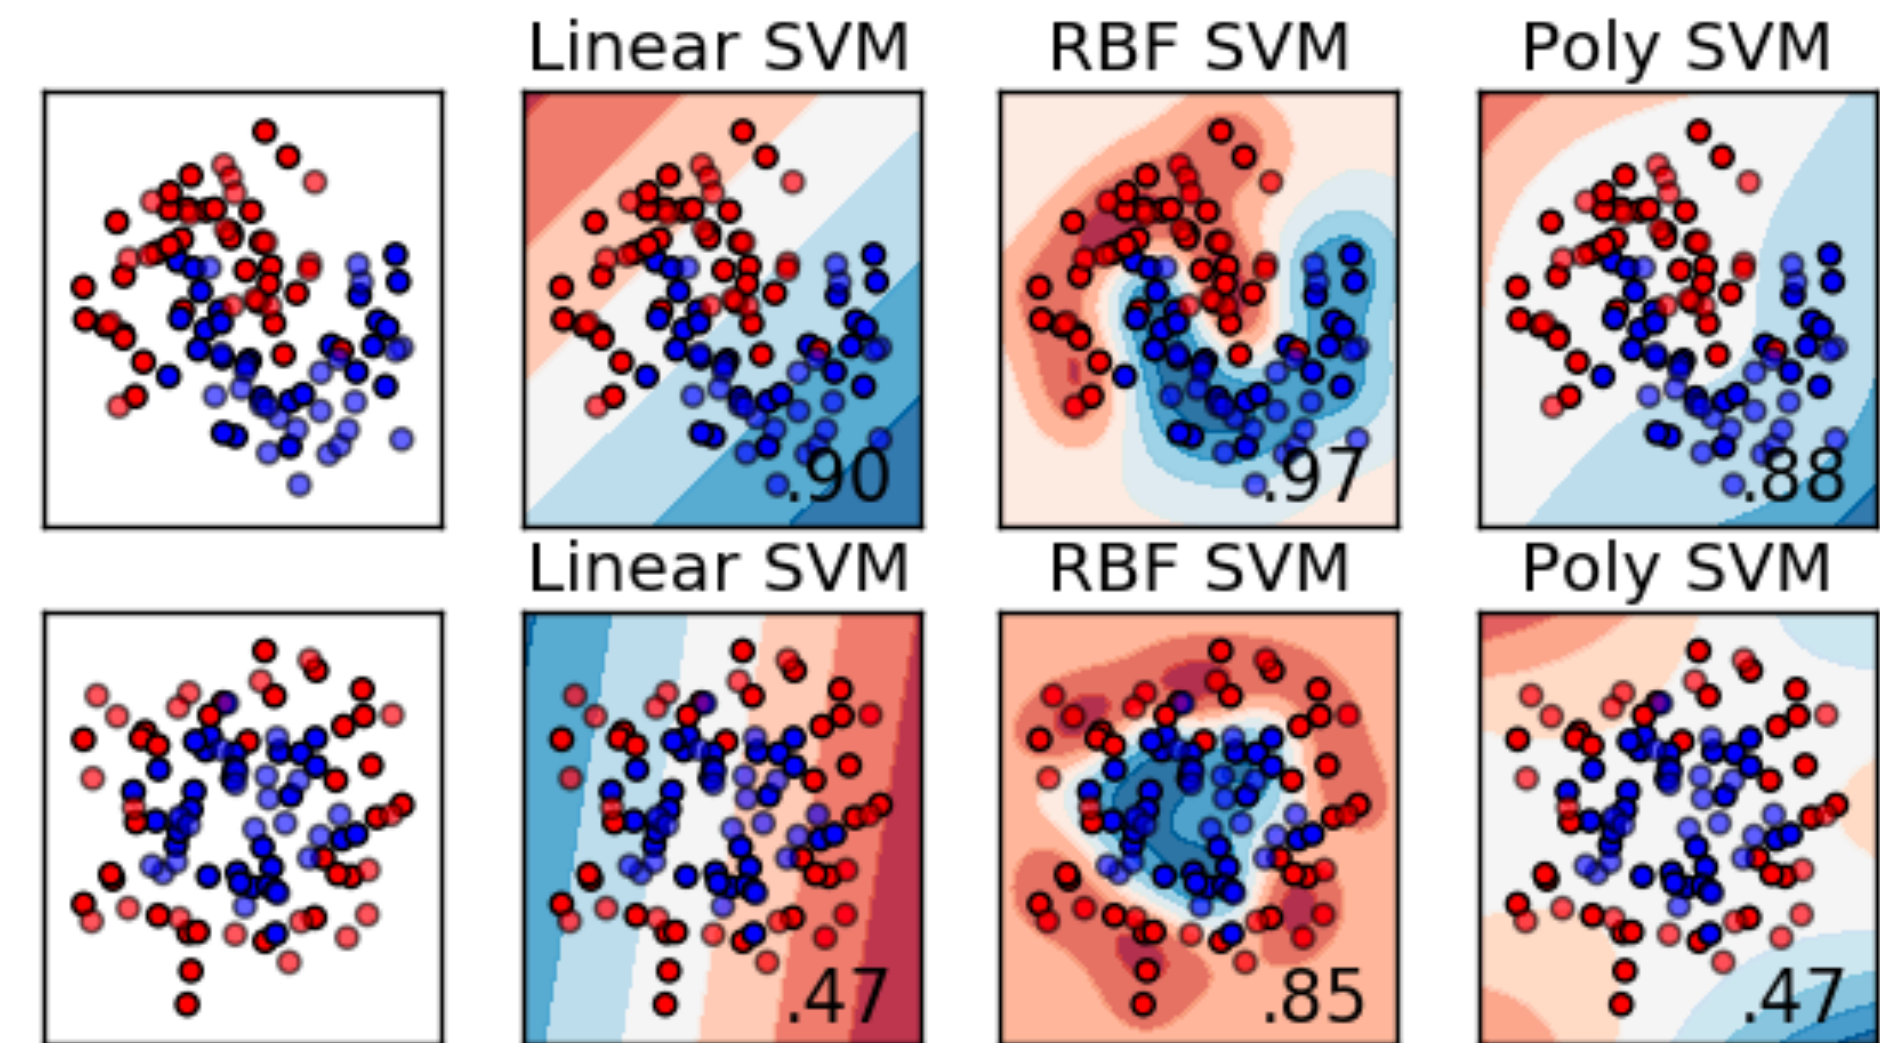 Linear SVM RBF SVM Poly SVM
.90 .97 .88
Linear SVM RBF SVM Poly SVM
.47 .85 .47